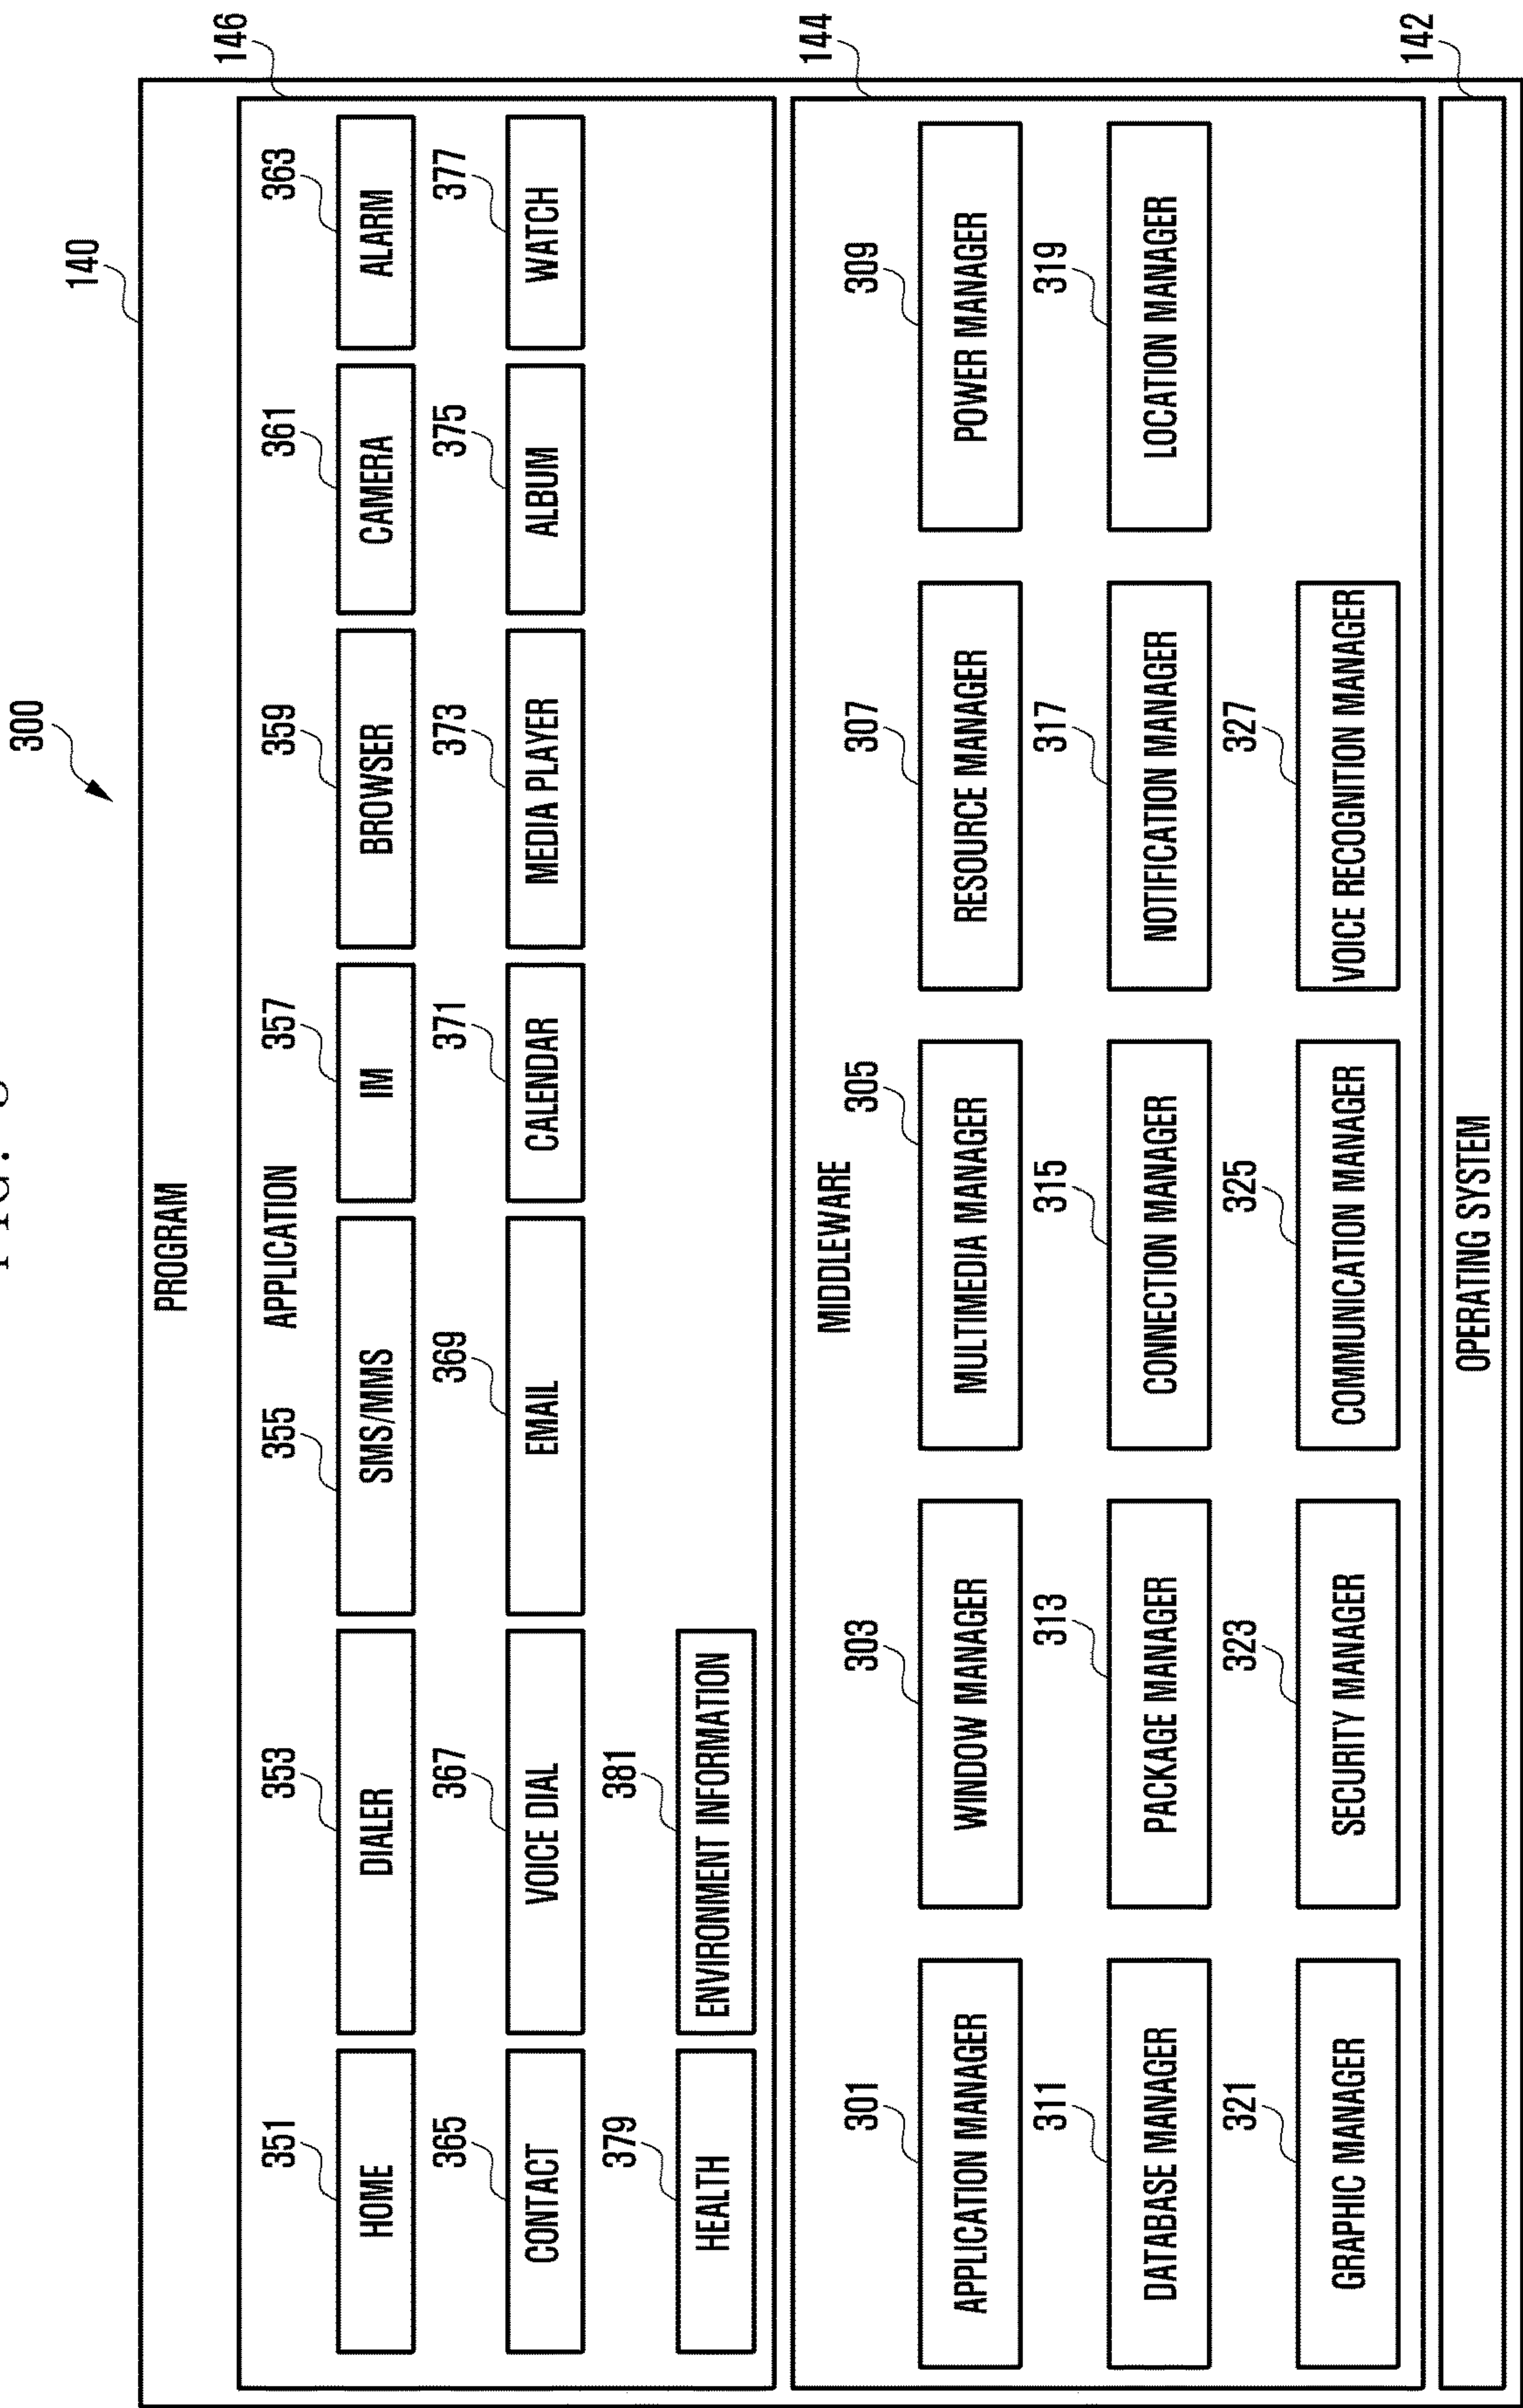 FIG. 3
300
140
PROGRAM
146
APPLICATION
351 353 355 357 359 361 363
HOME DIALER SMS/MMS IM BROWSER CAMERA ALARM
365 367 369 371 373 375 377
CONTACT VOICE DIAL EMAIL CALENDAR MEDIA PLAYER ALBUM WATCH
379 381
HEALTH ENVIRONMENT INFORMATION
144
MIDDLEWARE
301 303 305 307 309
APPLICATION MANAGER WINDOW MANAGER MULTIMEDIA MANAGER RESOURCE MANAGER POWER MANAGER
311 313 315 317 319
DATABASE MANAGER PACKAGE MANAGER CONNECTION MANAGER NOTIFICATION MANAGER LOCATION MANAGER
321 323 325 327
GRAPHIC MANAGER SECURITY MANAGER COMMUNICATION MANAGER VOICE RECOGNITION MANAGER
142
OPERATING SYSTEM